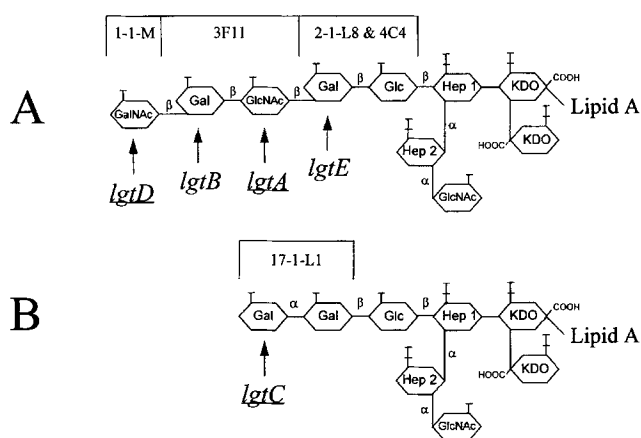 1-1-M 3F11 2-1-L8 & 4C4
A
GalNAc β Gal β GlcNAc β Gal β Glc β Hep 1 KDO COOH
Lipid A
HOOC KDO
α
Hep 2
α
GlcNAc
lgtD lgtB lgtA lgtE
17-1-L1
B
Gal α Gal β Glc β Hep 1 KDO COOH
Lipid A
HOOC KDO
α
Hep 2
α
GlcNAc
lgtC